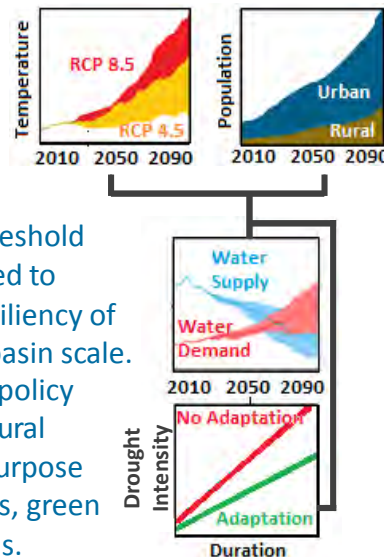 Temperature
RCP 8.5
RCP 4.5
2010 2050 2090
Population
Urban
Rural
2010 2050 2090
eshold
ed to
iliency of
basin scale.
policy
ural
urpose
s, green
s.
Water
Supply
Water
Demand
2010 2050 2090
Drought
Intensity
No Adaptation
Adaptation
Duration